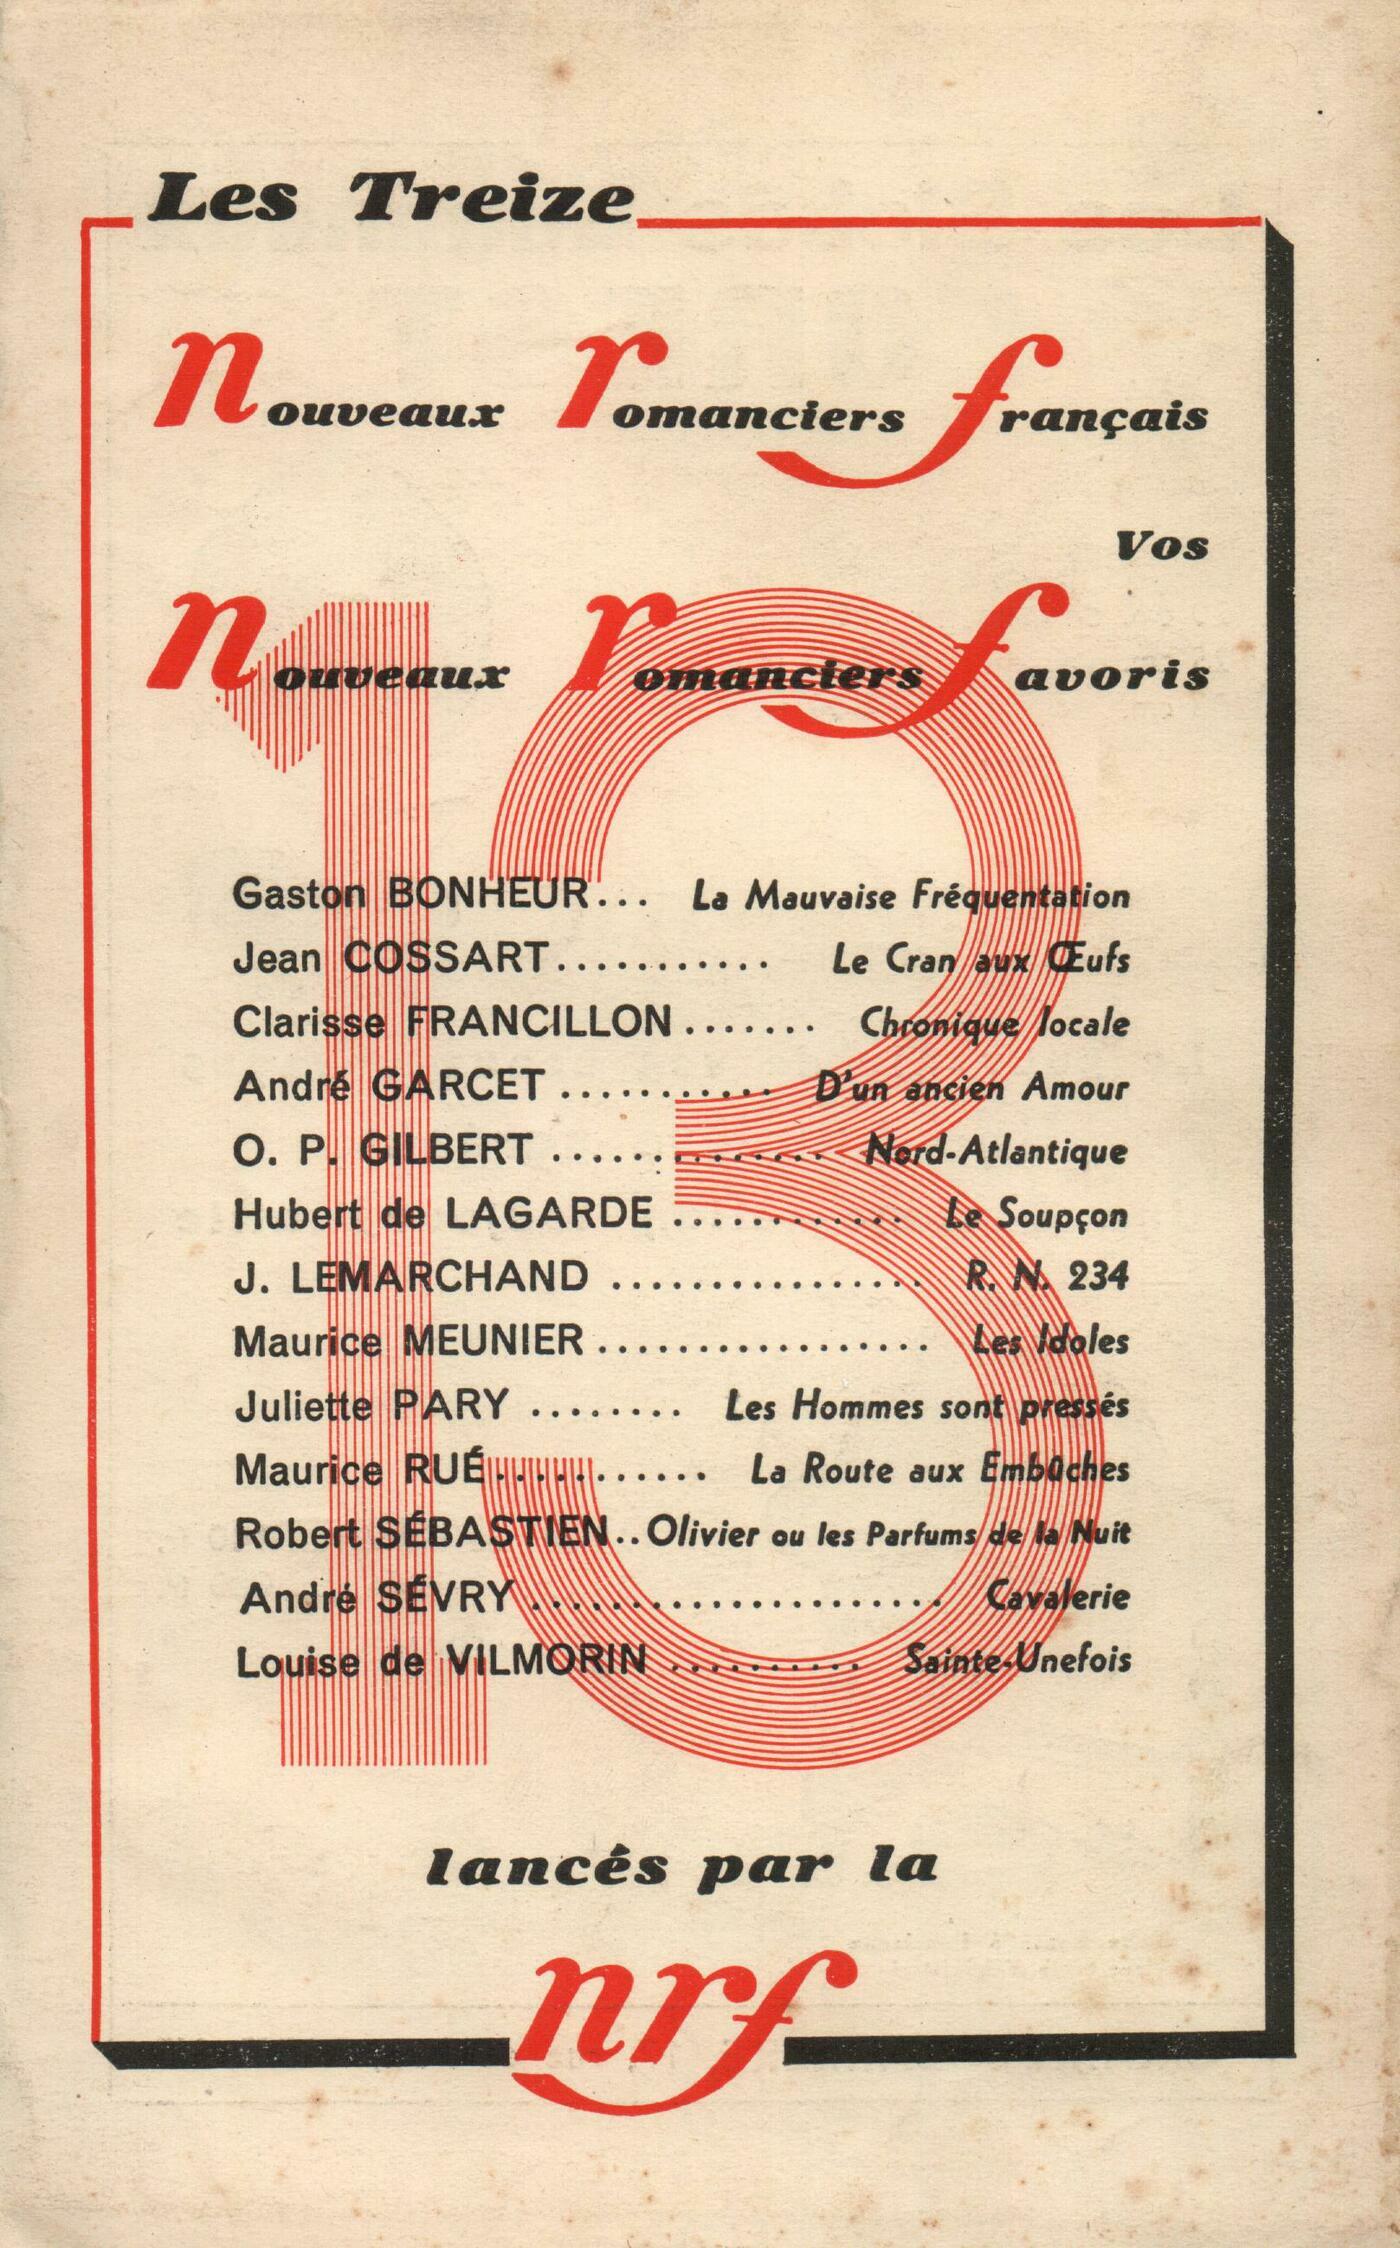 Les Treize
nouveaux romanciers français
Vos
nouveaux romanciers favoris
13
Gaston BONHEUR... La Mauvaise Fréquentation
Jean COSSART........... Le Cran aux Œufs
Clarisse FRANCILLON....... Chronique locale
André GARCET............ D'un ancien Amour
O. P. GILBERT............... Nord-Atlantique
Hubert de LAGARDE............ Le Soupçon
J. LEMARCHAND................. R. N. 234
Maurice MEUNIER.................. Les Idoles
Juliette PARY........ Les Hommes sont pressés
Maurice RUÉ............ La Route aux Embûches
Robert SÉBASTIEN.. Olivier ou les Parfums de la Nuit
André SÉVRY....................... Cavalerie
Louise de VILMORIN.......... Sainte-Unefois
lancés par la
nrf